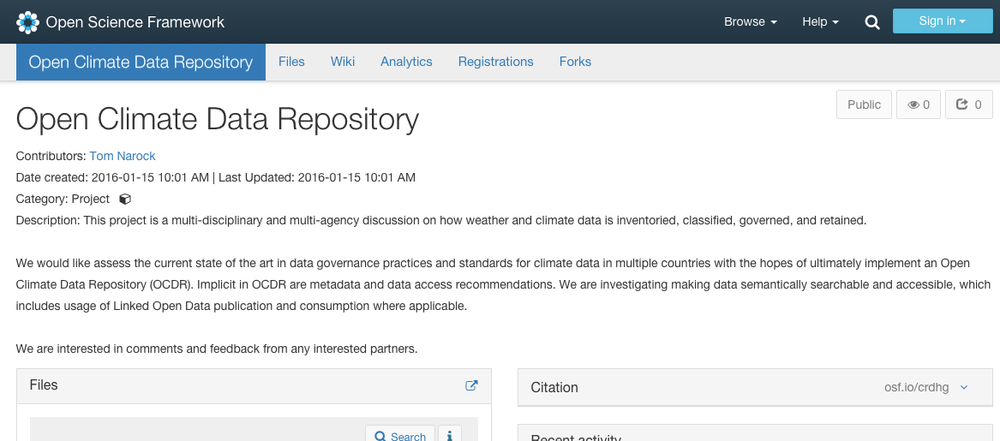 Open Science Framework
Browse
Help
Sign in
Open Climate Data Repository
Files
Wiki
Analytics
Registrations
Forks
Public
0
0
Open Climate Data Repository
Contributors: Tom Narock
Date created: 2016-01-15 10:01 AM | Last Updated: 2016-01-15 10:01 AM
Category: Project
Description: This project is a multi-disciplinary and multi-agency discussion on how weather and climate data is inventoried, classified, governed, and retained.
We would like assess the current state of the art in data governance practices and standards for climate data in multiple countries with the hopes of ultimately implement an Open
Climate Data Repository (OCDR). Implicit in OCDR are metadata and data access recommendations. We are investigating making data semantically searchable and accessible, which
includes usage of Linked Open Data publication and consumption where applicable.
We are interested in comments and feedback from any interested partners.
Files
Citation
osf.io/crdhg
Search
Recent activity